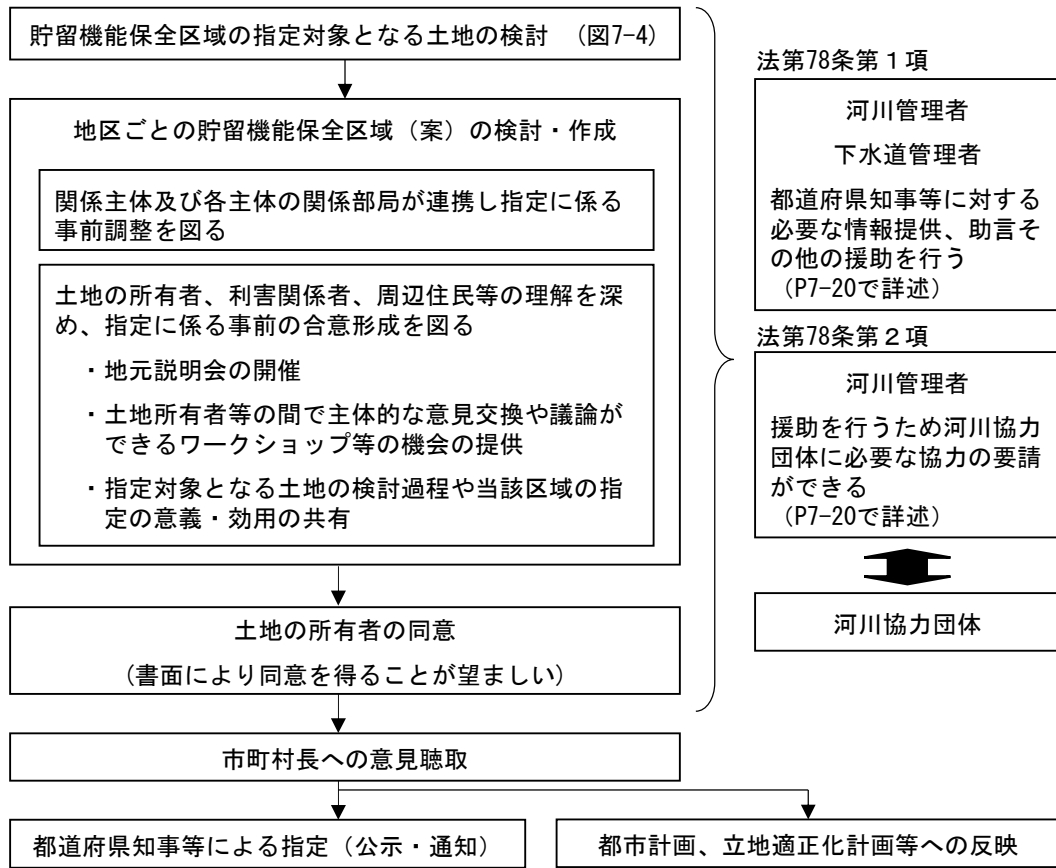 貯留機能保全区域の指定対象となる土地の検討　(図7-4)
地区ごとの貯留機能保全区域（案）の検討・作成
関係主体及び各主体の関係部局が連携し指定に係る
事前調整を図る
土地の所有者、利害関係者、周辺住民等の理解を深
め、指定に係る事前の合意形成を図る
・地元説明会の開催
・土地所有者等の間で主体的な意見交換や議論が
できるワークショップ等の機会の提供
・指定対象となる土地の検討過程や当該区域の指
定の意義・効用の共有
土地の所有者の同意
(書面により同意を得ることが望ましい)
市町村長への意見聴取
都道府県知事等による指定（公示・通知）
都市計画、立地適正化計画等への反映
法第78条第１項
河川管理者
下水道管理者
都道府県知事等に対する
必要な情報提供、助言そ
の他の援助を行う
（P7-20で詳述）
法第78条第２項
河川管理者
援助を行うため河川協力
団体に必要な協力の要請
ができる
（P7-20で詳述）
河川協力団体